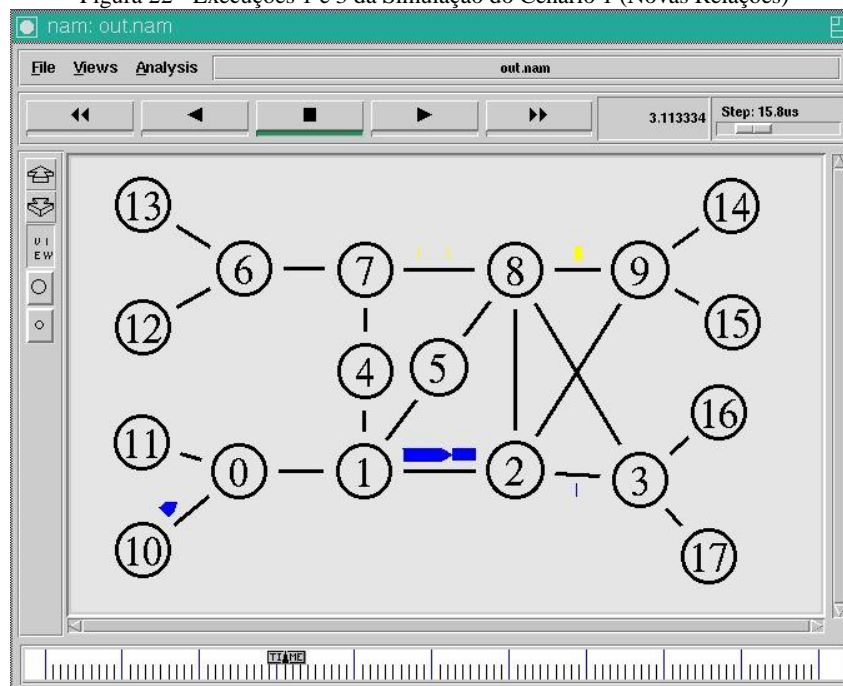 Figura 22 - Execuções 1 e 3 da Simulação do Cenário 1 (Novas Relações)
nam: out.nam
File Views Analysis out.nam
3.113334 Step: 15.8us
V I
E W
13 14
6 7 8 9
12 15
4 5
11 16
0 1 2 3
10 17
TIME